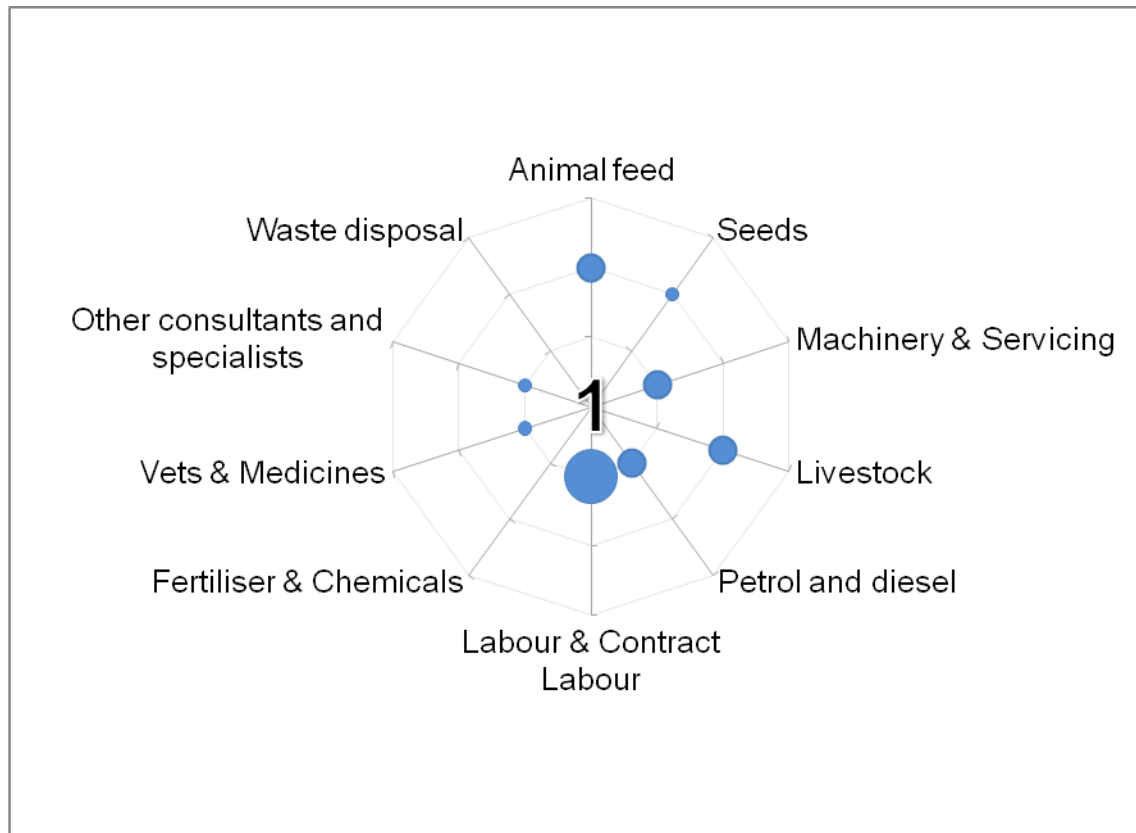 Animal feed
Waste disposal
Seeds
Other consultants and
specialists
Machinery & Servicing
1
Vets & Medicines
Livestock
Fertiliser & Chemicals
Petrol and diesel
Labour & Contract
Labour